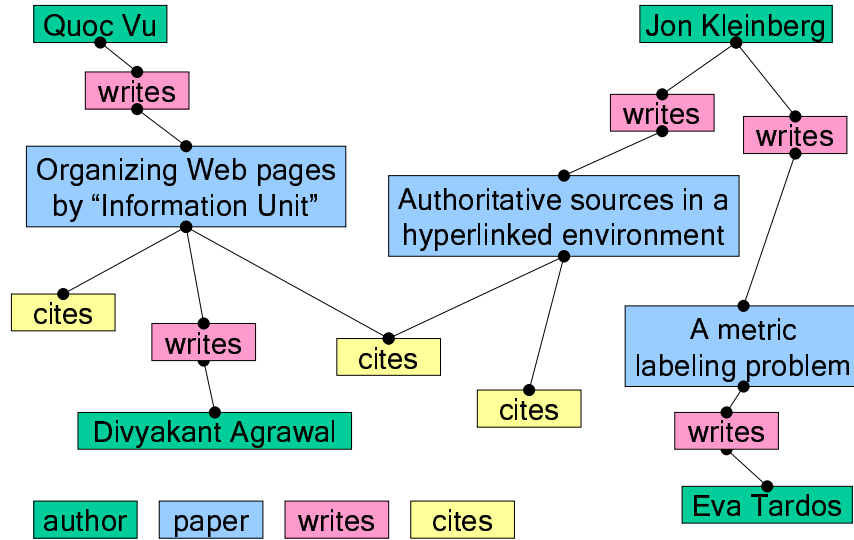 Quoc Vu
Jon Kleinberg
writes
writes
writes
Organizing Web pages
by “Information Unit”
Authoritative sources in a
hyperlinked environment
cites
writes
cites
A metric
labeling problem
cites
Divyakant Agrawal
writes
Eva Tardos
author
paper
writes
cites